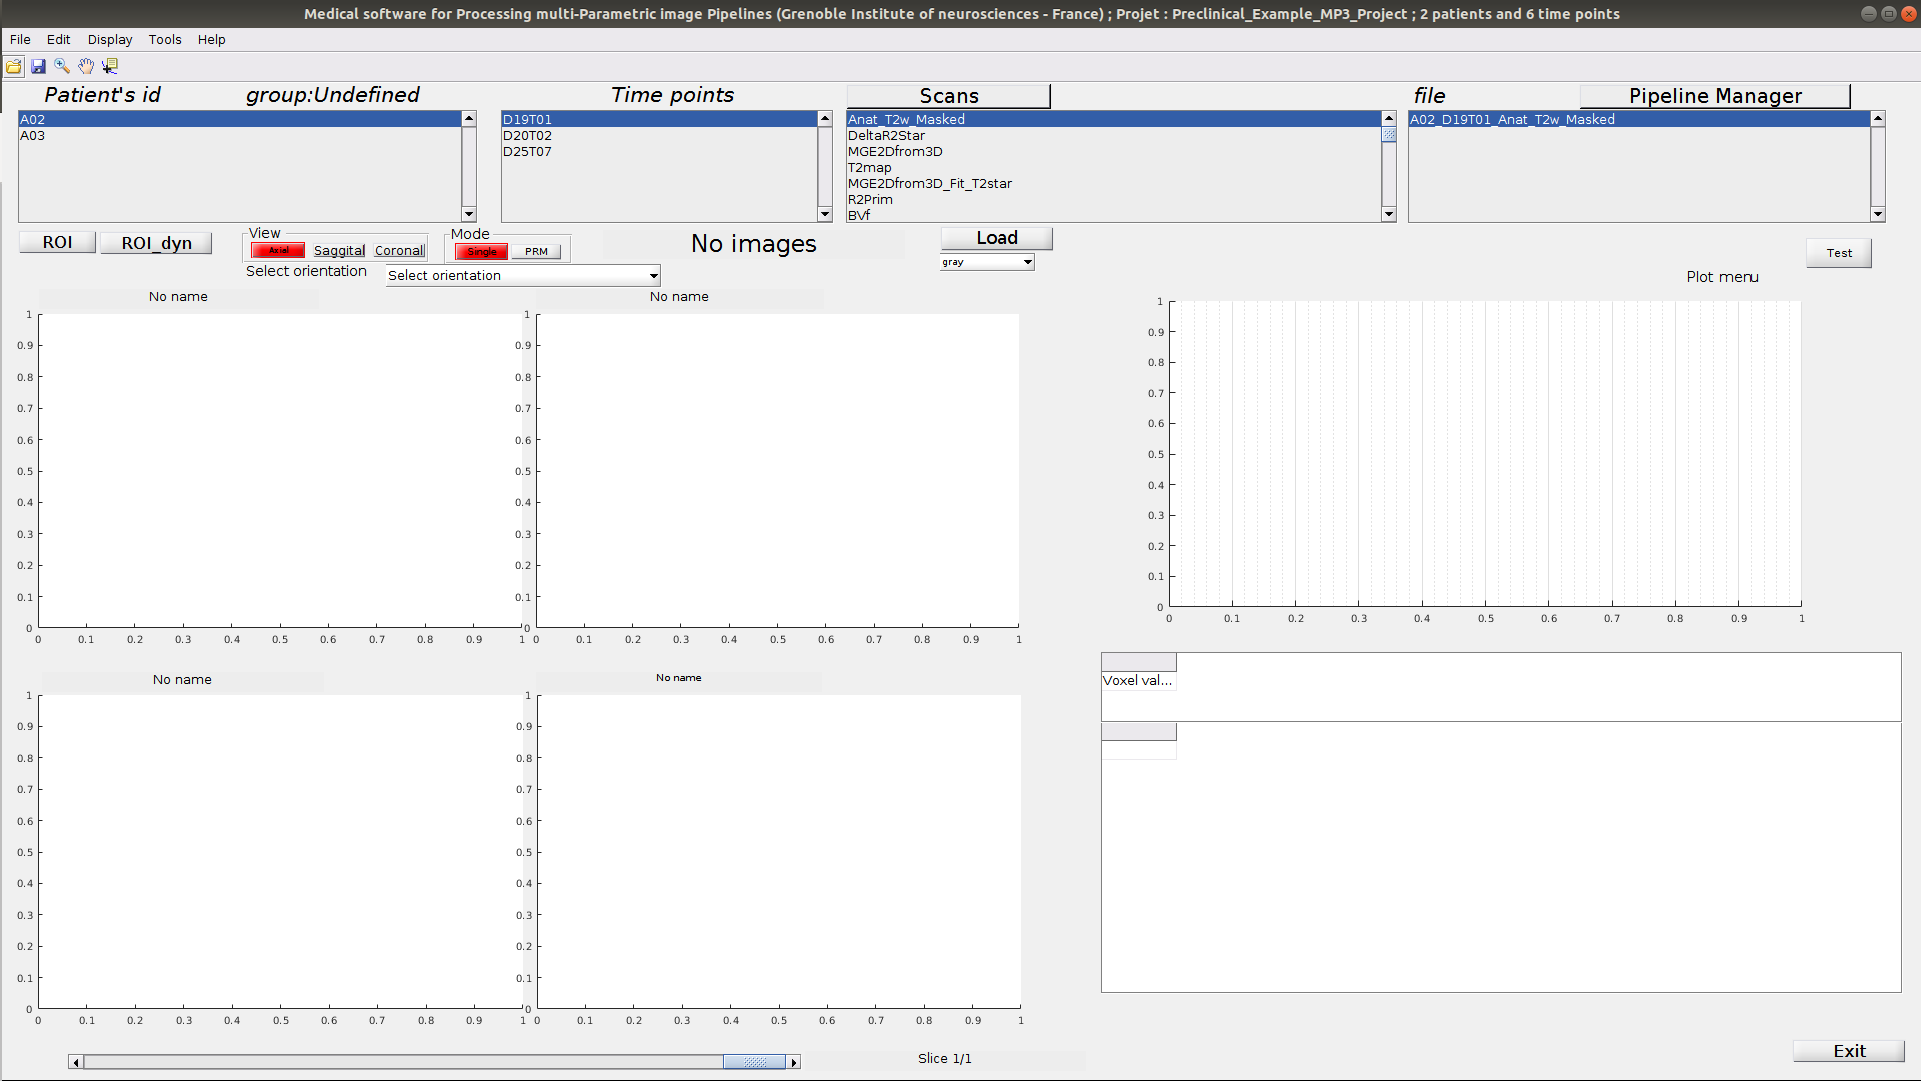 Medical software for Processing multi-Parametric image Pipelines (Grenoble Institute of neurosciences - France) ; Projet : Preclinical_Example_MP3_Project ; 2 patients and 6 time points
File Edit Display Tools Help
Patient's id group:Undefined Time points Scans file Pipeline Manager
A02 D19T01 Anat_T2w_Masked A02_D19T01_Anat_T2w_Masked
A03 D20T02 DeltaR2Star
D25T07 MGE2Dfrom3D
T2map
MGE2Dfrom3D_Fit_T2star
R2Prim
BVf
ROI ROI_dyn View Axial Saggital Coronal Mode Single PRM No images Load
gray
Test
Select orientation Select orientation
Plot menu
No name No name
1 1 1
0.9 0.9 0.9
0.8 0.8 0.8
0.7 0.7 0.7
0.6 0.6 0.6
0.5 0.5 0.5
0.4 0.4 0.4
0.3 0.3 0.3
0.2 0.2 0.2
0.1 0.1 0.1
0 0 0
0 0.1 0.2 0.3 0.4 0.5 0.6 0.7 0.8 0.9 1 0 0.1 0.2 0.3 0.4 0.5 0.6 0.7 0.8 0.9 1 0 0.1 0.2 0.3 0.4 0.5 0.6 0.7 0.8 0.9 1
No name No name
Voxel val...
1 1
0.9 0.9
0.8 0.8
0.7 0.7
0.6 0.6
0.5 0.5
0.4 0.4
0.3 0.3
0.2 0.2
0.1 0.1
0 0
0 0.1 0.2 0.3 0.4 0.5 0.6 0.7 0.8 0.9 1 0 0.1 0.2 0.3 0.4 0.5 0.6 0.7 0.8 0.9 1
Slice 1/1
Exit